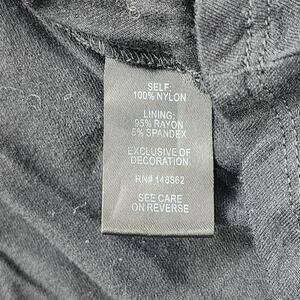 SELF:
100% NYLON
LINING:
95% RAYON
5% SPANDEX
EXCLUSIVE OF
DECORATION
RN# 148862
SEE CARE
ON REVERSE